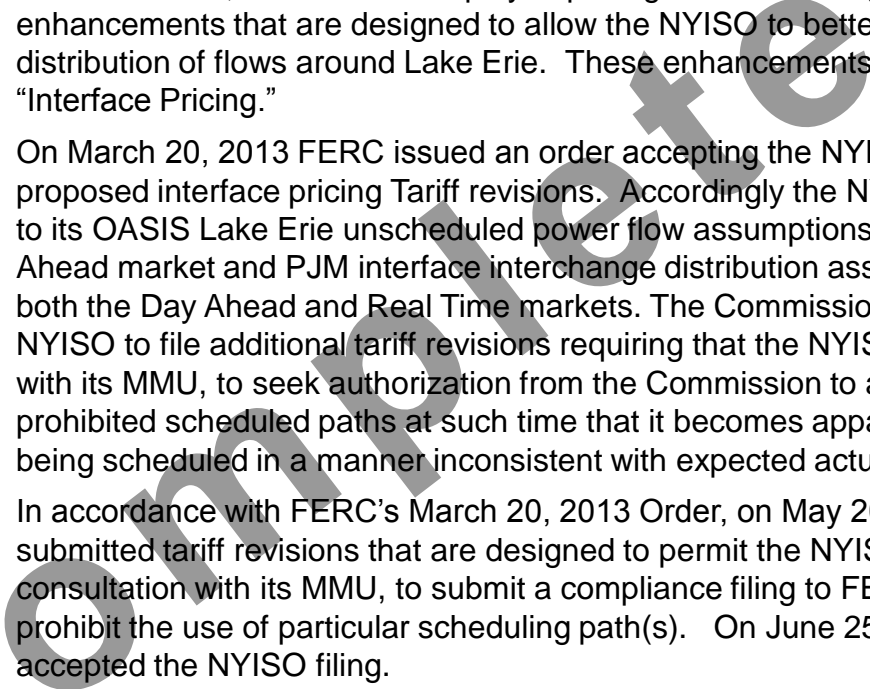 enhancements that are designed to allow the NYISO to bette
distribution of flows around Lake Erie. These enhancements
“Interface Pricing.”
On March 20, 2013 FERC issued an order accepting the NYI
proposed interface pricing Tariff revisions. Accordingly the N
to its OASIS Lake Erie unscheduled power flow assumptions
Ahead market and PJM interface interchange distribution ass
both the Day Ahead and Real Time markets. The Commissio
NYISO to file additional tariff revisions requiring that the NYIS
with its MMU, to seek authorization from the Commission to a
prohibited scheduled paths at such time that it becomes appa
being scheduled in a manner inconsistent with expected actu
In accordance with FERC’s March 20, 2013 Order, on May 2
submitted tariff revisions that are designed to permit the NYIS
consultation with its MMU, to submit a compliance filing to FE
prohibit the use of particular scheduling path(s). On June 25
accepted the NYISO filing.
omplete